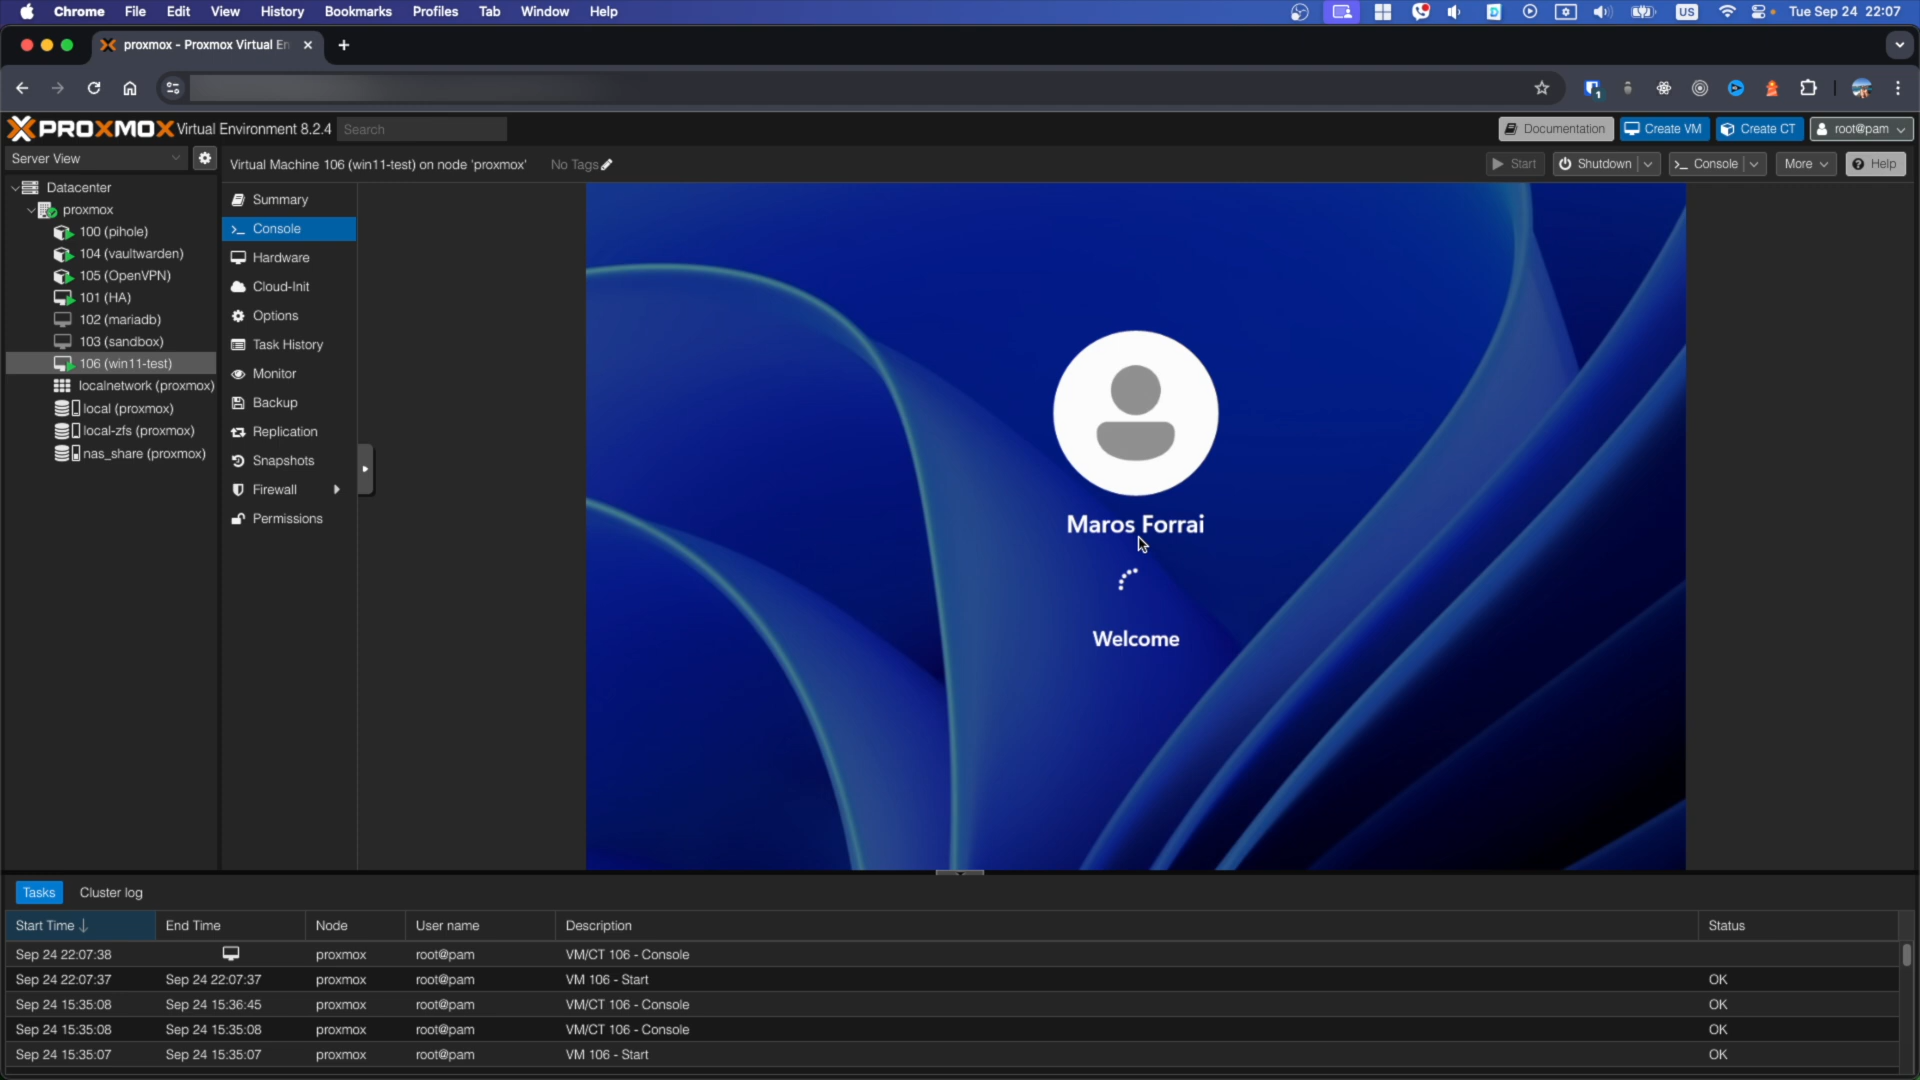 Chrome File Edit View History Bookmarks Profiles Tab Window Help US Tue Sep 24 22:07
proxmox - Proxmox Virtual En
PROXMOX Virtual Environment 8.2.4 Search Documentation Create VM Create CT root@pam
Server View
Virtual Machine 106 (win11-test) on node 'proxmox' No Tags Start Shutdown Console More Help
Datacenter
proxmox
100 (pihole)
104 (vaultwarden)
105 (OpenVPN)
101 (HA)
102 (mariadb)
103 (sandbox)
106 (win11-test)
localnetwork (proxmox)
local (proxmox)
local-zfs (proxmox)
nas_share (proxmox)
Summary
Console
Hardware
Cloud-Init
Options
Task History
Monitor
Backup
Replication
Snapshots
Firewall
Permissions
Maros Forrai
Welcome
Tasks Cluster log
Start Time End Time Node User name Description Status
Sep 24 22:07:38 proxmox root@pam VM/CT 106 - Console
Sep 24 22:07:37 Sep 24 22:07:37 proxmox root@pam VM 106 - Start OK
Sep 24 15:35:08 Sep 24 15:36:45 proxmox root@pam VM/CT 106 - Console OK
Sep 24 15:35:08 Sep 24 15:35:08 proxmox root@pam VM/CT 106 - Console OK
Sep 24 15:35:07 Sep 24 15:35:07 proxmox root@pam VM 106 - Start OK